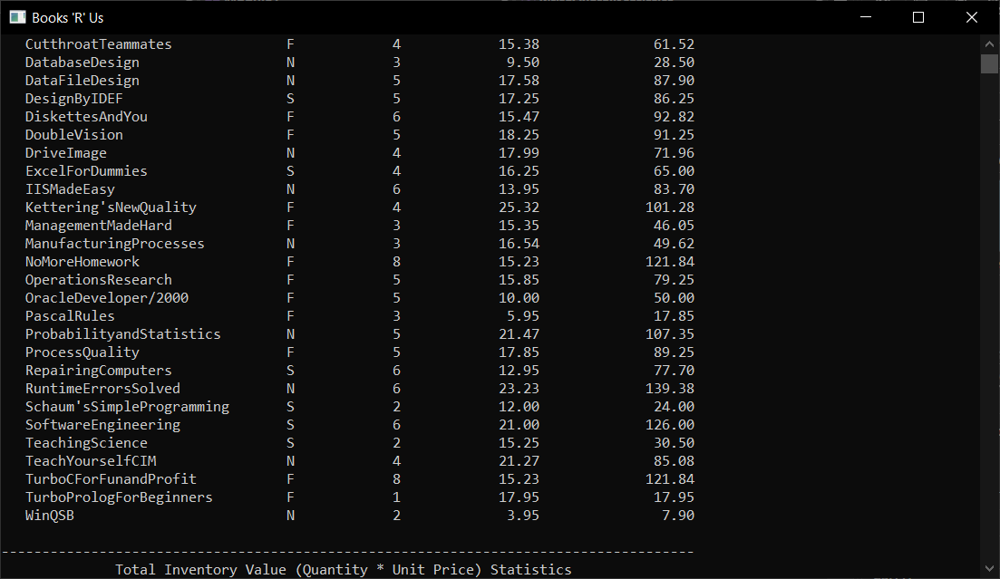 Books 'R' Us
CutthroatTeammates F 4 15.38 61.52
DatabaseDesign N 3 9.50 28.50
DataFileDesign N 5 17.58 87.90
DesignByIDEF S 5 17.25 86.25
DiskettesAndYou F 6 15.47 92.82
DoubleVision F 5 18.25 91.25
DriveImage N 4 17.99 71.96
ExcelForDummies S 4 16.25 65.00
IISMadeEasy N 6 13.95 83.70
Kettering'sNewQuality F 4 25.32 101.28
ManagementMadeHard F 3 15.35 46.05
ManufacturingProcesses N 3 16.54 49.62
NoMoreHomework F 8 15.23 121.84
OperationsResearch F 5 15.85 79.25
OracleDeveloper/2000 F 5 10.00 50.00
PascalRules F 3 5.95 17.85
ProbabilityandStatistics N 5 21.47 107.35
ProcessQuality F 5 17.85 89.25
RepairingComputers S 6 12.95 77.70
RuntimeErrorsSolved N 6 23.23 139.38
Schaum'sSimpleProgramming S 2 12.00 24.00
SoftwareEngineering S 6 21.00 126.00
TeachingScience S 2 15.25 30.50
TeachYourselfCIM N 4 21.27 85.08
TurboCForFunandProfit F 8 15.23 121.84
TurboPrologForBeginners F 1 17.95 17.95
WinQSB N 2 3.95 7.90
-------------------------------------------------------------------------------------
Total Inventory Value (Quantity * Unit Price) Statistics